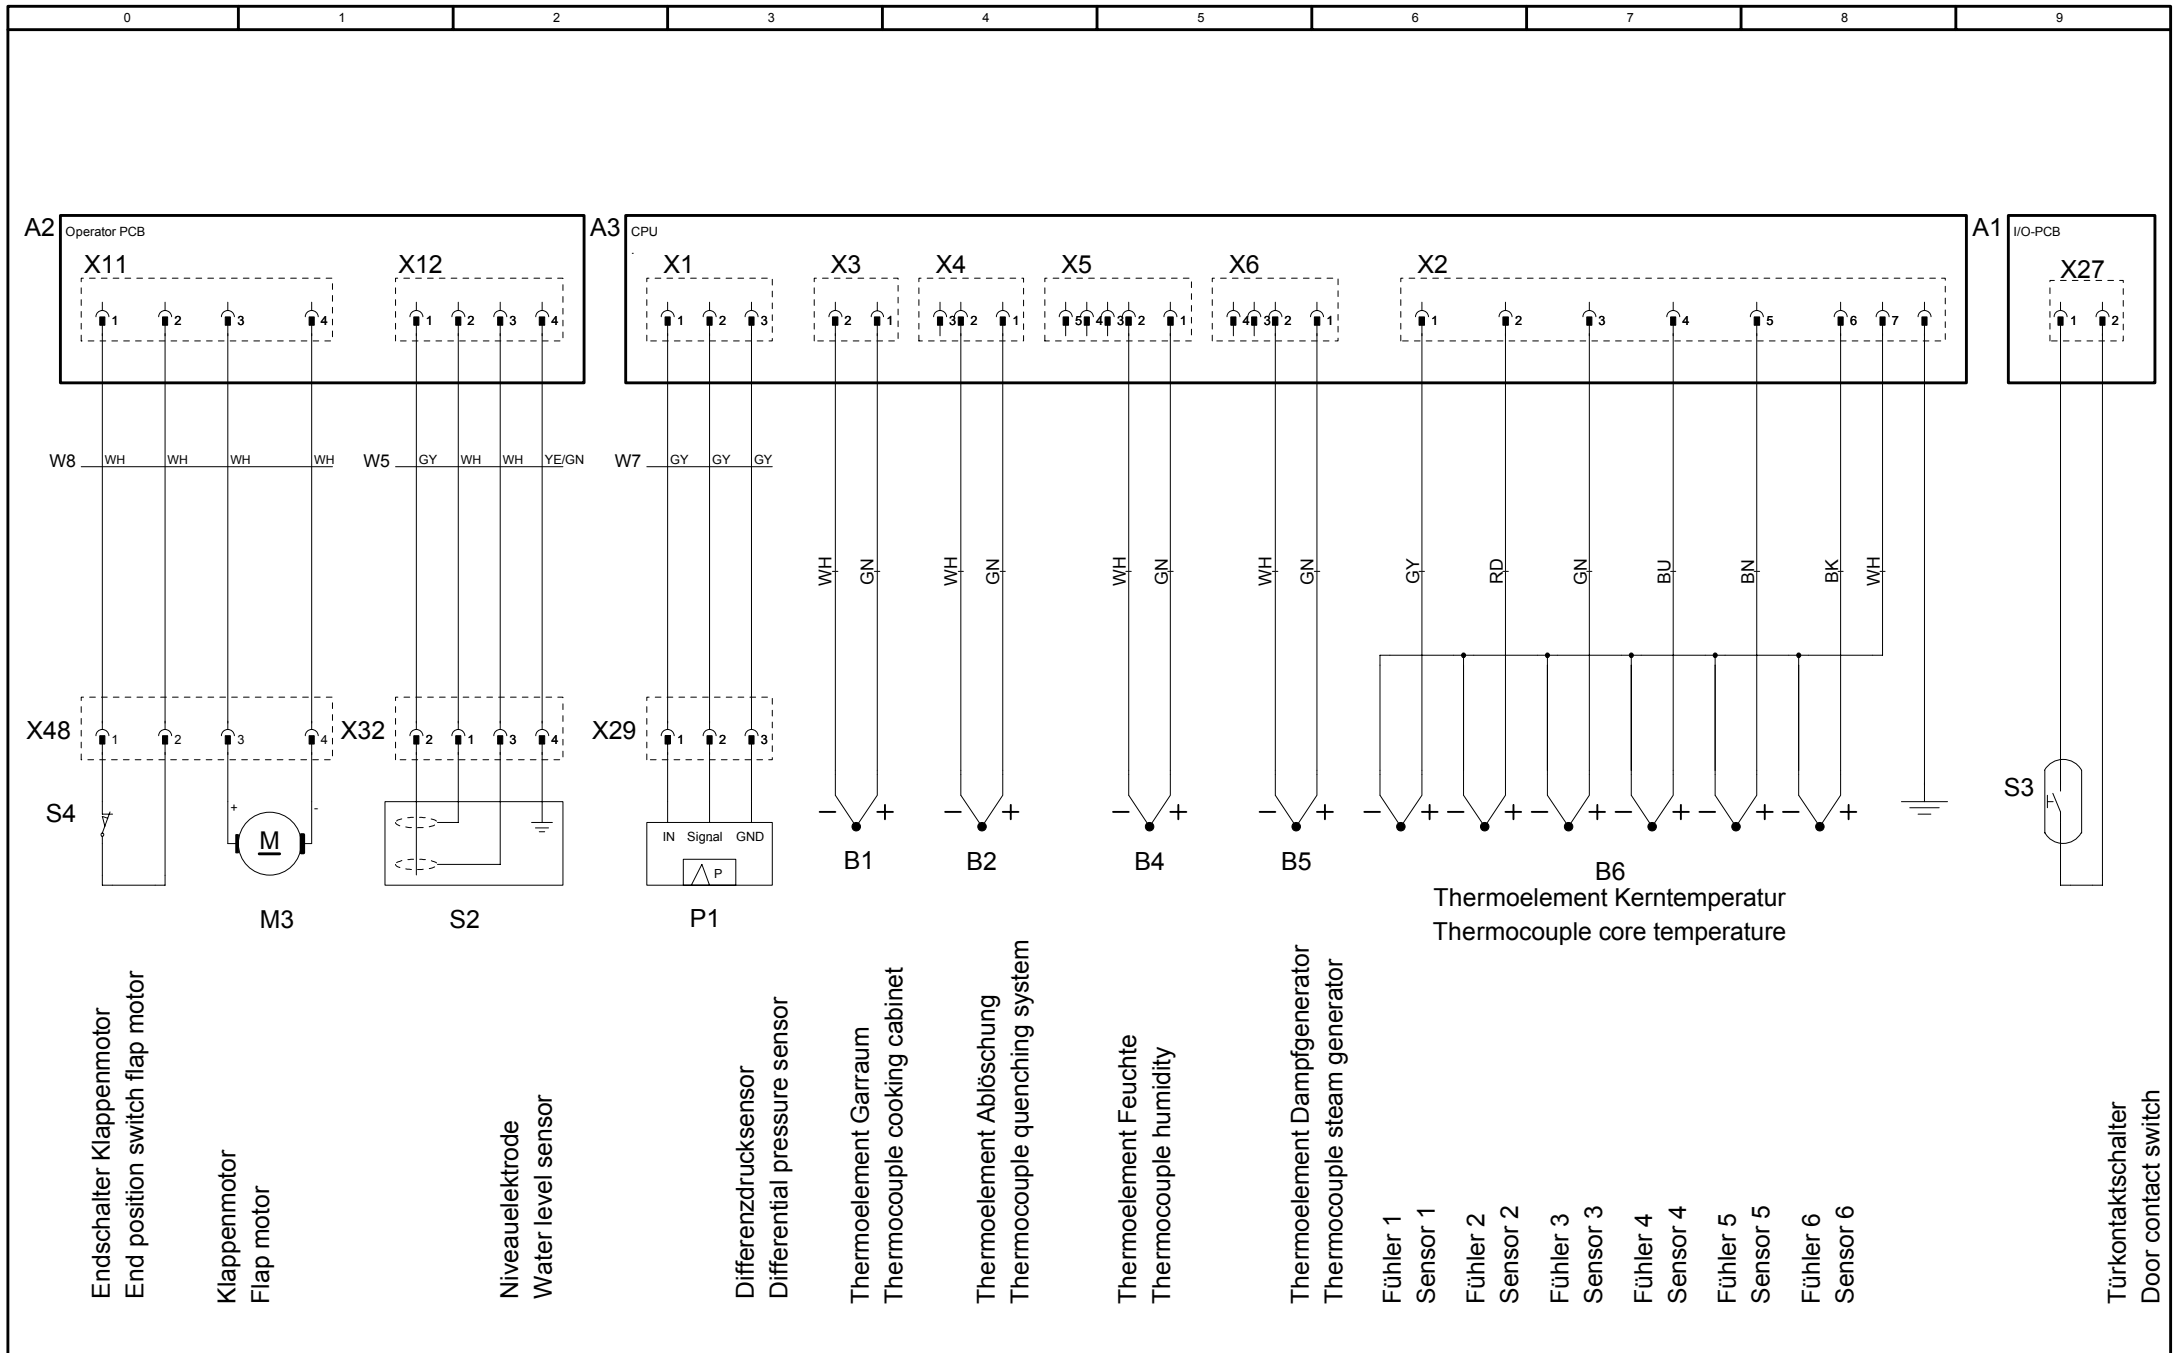 0 1 2 3 4 5 6 7 8 9
A2 Operator PCB A3 CPU A1 I/O-PCB
X11 X12 X1 X3 X4 X5 X6 X2 X27
1 2 3 4 1 2 3 4 1 2 3 2 1 3 2 1 5 4 3 2 1 4 3 2 1 1 2 3 4 5 6 7 1 2
W8 WH WH WH WH W5 GY WH WH YE/GN W7 GY GY GY
WH GN WH GN WH GN WH GN GY RD GN BU BN BK WH
X48 1 2 3 4 X32 2 1 3 4 X29 1 2 3
S4 + - M IN Signal GND P
- + - + - + - + - + - + - + - + - + - +
S3
B1 B2 B4 B5 B6
M3 S2 P1
Thermoelement Kerntemperatur
Thermocouple core temperature
Endschalter Klappenmotor
End position switch flap motor
Klappenmotor
Flap motor
Niveauelektrode
Water level sensor
Differenzdrucksensor
Differential pressure sensor
Thermoelement Garraum
Thermocouple cooking cabinet
Thermoelement Ablöschung
Thermocouple quenching system
Thermoelement Feuchte
Thermocouple humidity
Thermoelement Dampfgenerator
Thermocouple steam generator
Fühler 1
Sensor 1
Fühler 2
Sensor 2
Fühler 3
Sensor 3
Fühler 4
Sensor 4
Fühler 5
Sensor 5
Fühler 6
Sensor 6
Türkontaktschalter
Door contact switch